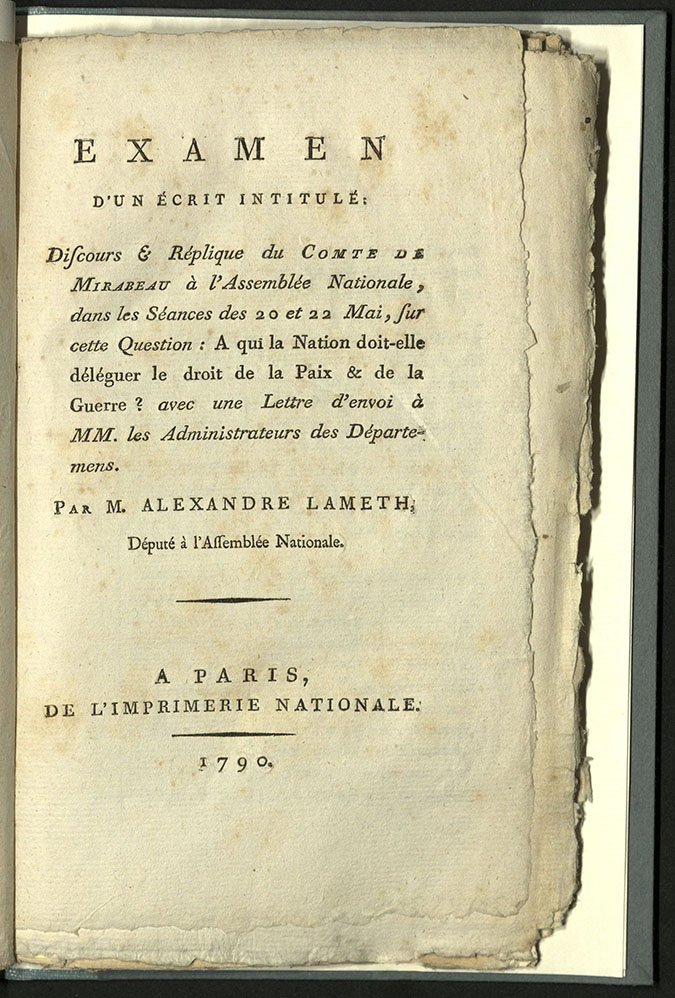 EXAMEN
D'UN ÉCRIT INTITULÉ:
Diſcours & Réplique du COMTE DE
MIRABEAU à l'Assemblée Nationale,
dans les Séances des 20 et 22 Mai, ſur
cette Question : A qui la Nation doit-elle
déléguer le droit de la Paix & de la
Guerre ? avec une Lettre d'envoi à
MM. les Administrateurs des Départe-
mens.
PAR M. ALEXANDRE LAMETH,
Député à l'Aſſemblée Nationale.
A PARIS,
DE L'IMPRIMERIE NATIONALE.
1790.